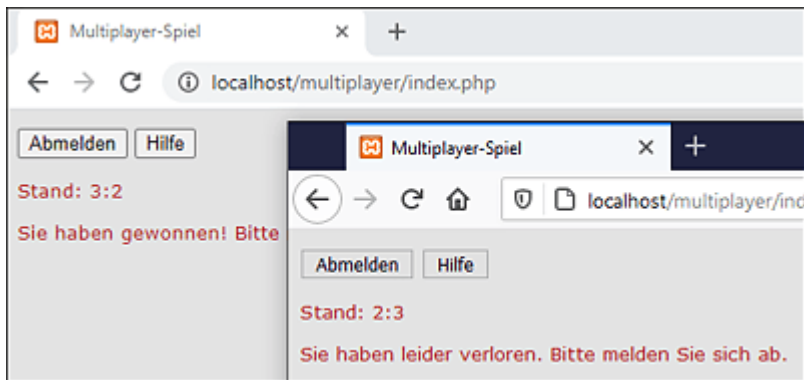 Multiplayer-Spiel
localhost/multiplayer/index.php
Abmelden Hilfe
Stand: 3:2
Sie haben gewonnen! Bitte
Multiplayer-Spiel
localhost/multiplayer/ind
Abmelden Hilfe
Stand: 2:3
Sie haben leider verloren. Bitte melden Sie sich ab.